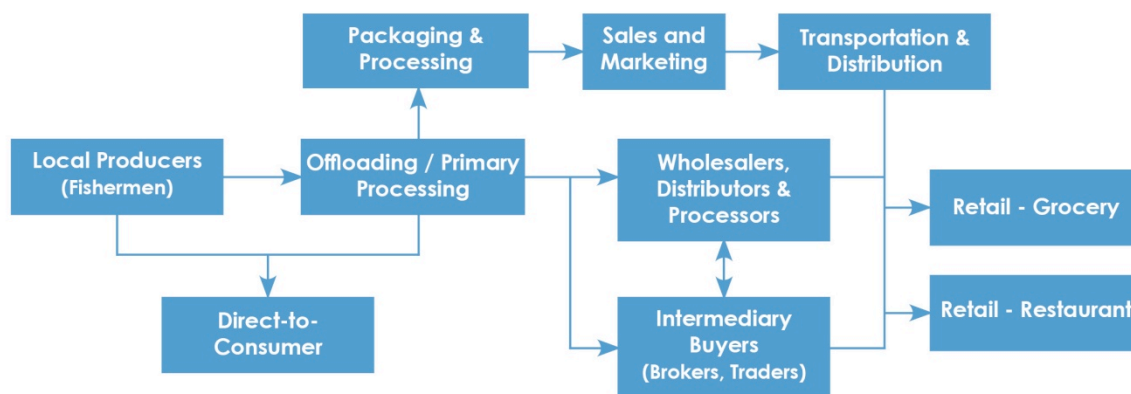 Packaging &
Processing
Sales and
Marketing
Transportation &
Distribution
Local Producers
(Fishermen)
Offloading / Primary
Processing
Wholesalers,
Distributors &
Processors
Retail - Grocery
Direct-to-
Consumer
Intermediary
Buyers
(Brokers, Traders)
Retail - Restaurant